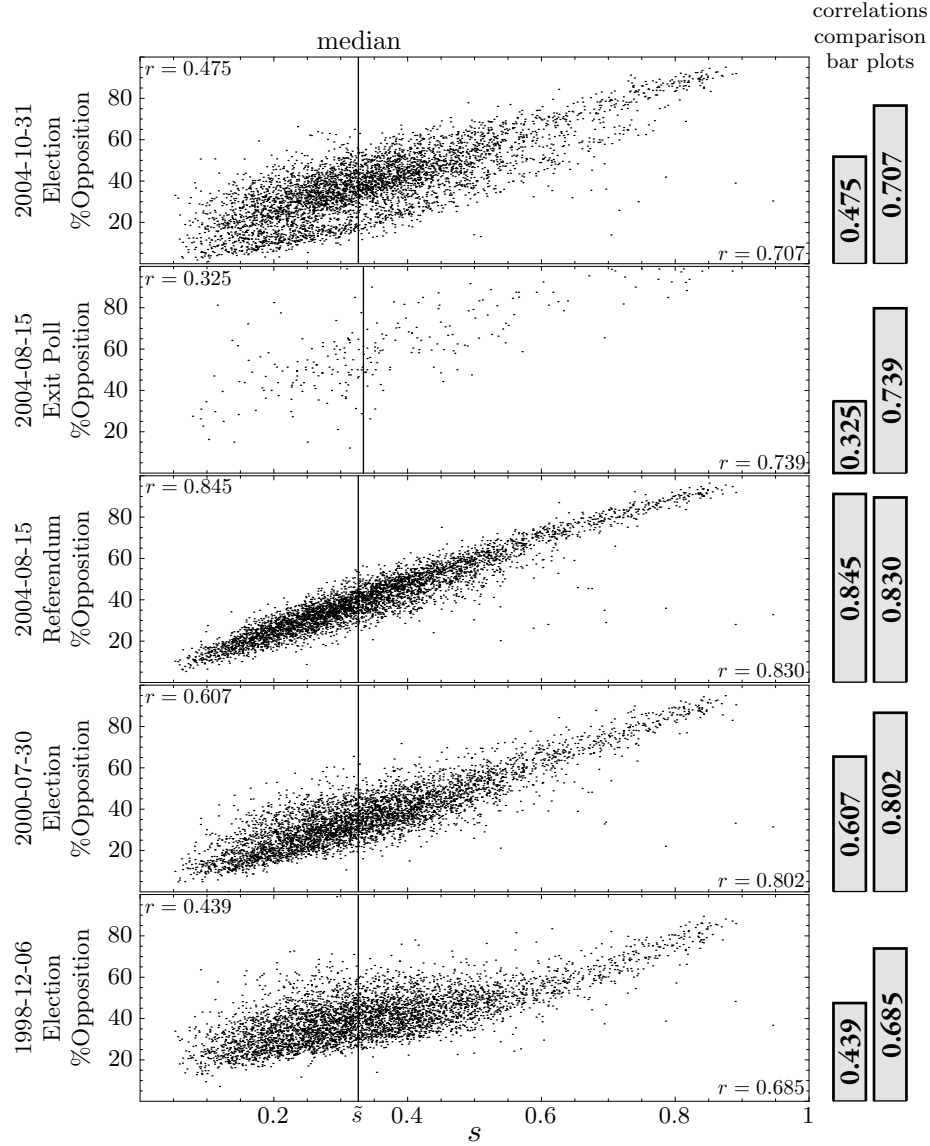 correlations
comparison
bar plots
median
r = 0.475
80
60
40
20
2004-10-31
Election
%Opposition
r = 0.707
0.475
0.707
r = 0.325
80
60
40
20
2004-08-15
Exit Poll
%Opposition
r = 0.739
0.325
0.739
r = 0.845
80
60
40
20
2004-08-15
Referendum
%Opposition
r = 0.830
0.845
0.830
r = 0.607
80
60
40
20
2000-07-30
Election
%Opposition
r = 0.802
0.607
0.802
r = 0.439
80
60
40
20
1998-12-06
Election
%Opposition
r = 0.685
0.439
0.685
0.2 s̃ 0.4 0.6 0.8 1
s